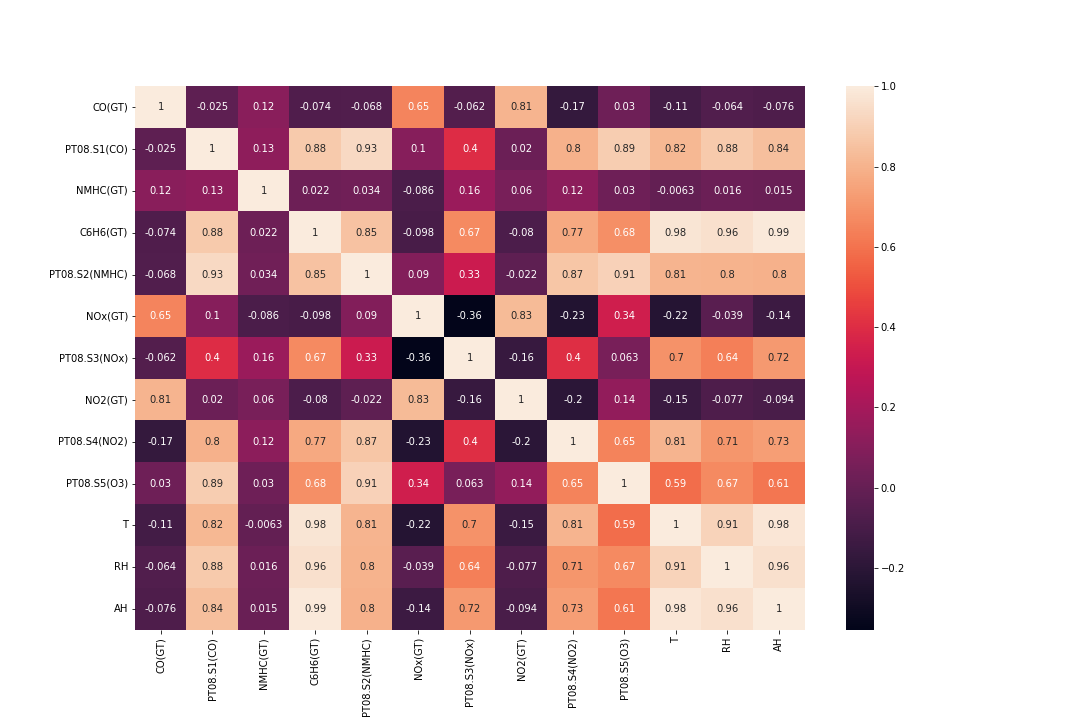 CO(GT) 1 -0.025 0.12 -0.074 -0.068 0.65 -0.062 0.81 -0.17 0.03 -0.11 -0.064 -0.076
PT08.S1(CO) -0.025 1 0.13 0.88 0.93 0.1 0.4 0.02 0.8 0.89 0.82 0.88 0.84
NMHC(GT) 0.12 0.13 1 0.022 0.034 -0.086 0.16 0.06 0.12 0.03 -0.0063 0.016 0.015
C6H6(GT) -0.074 0.88 0.022 1 0.85 -0.098 0.67 -0.08 0.77 0.68 0.98 0.96 0.99
PT08.S2(NMHC) -0.068 0.93 0.034 0.85 1 0.09 0.33 -0.022 0.87 0.91 0.81 0.8 0.8
NOx(GT) 0.65 0.1 -0.086 -0.098 0.09 1 -0.36 0.83 -0.23 0.34 -0.22 -0.039 -0.14
PT08.S3(NOx) -0.062 0.4 0.16 0.67 0.33 -0.36 1 -0.16 0.4 0.063 0.7 0.64 0.72
NO2(GT) 0.81 0.02 0.06 -0.08 -0.022 0.83 -0.16 1 -0.2 0.14 -0.15 -0.077 -0.094
PT08.S4(NO2) -0.17 0.8 0.12 0.77 0.87 -0.23 0.4 -0.2 1 0.65 0.81 0.71 0.73
PT08.S5(O3) 0.03 0.89 0.03 0.68 0.91 0.34 0.063 0.14 0.65 1 0.59 0.67 0.61
T -0.11 0.82 -0.0063 0.98 0.81 -0.22 0.7 -0.15 0.81 0.59 1 0.91 0.98
RH -0.064 0.88 0.016 0.96 0.8 -0.039 0.64 -0.077 0.71 0.67 0.91 1 0.96
AH -0.076 0.84 0.015 0.99 0.8 -0.14 0.72 -0.094 0.73 0.61 0.98 0.96 1
CO(GT) PT08.S1(CO) NMHC(GT) C6H6(GT) PT08.S2(NMHC) NOx(GT) PT08.S3(NOx) NO2(GT) PT08.S4(NO2) PT08.S5(O3) T RH AH
1.0
0.8
0.6
0.4
0.2
0.0
−0.2